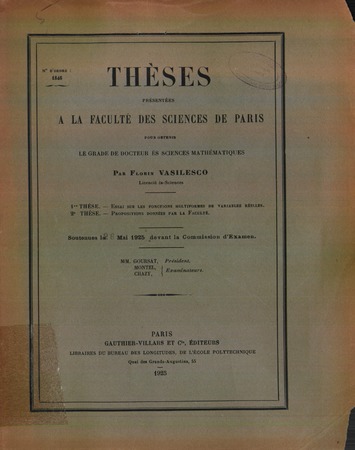 N° D'ORDRE :
THÈSES
PRÉSENTÉES
A LA FACULTÉ DES SCIENCES DE PARIS
POUR OBTENIR
LE GRADE DE DOCTEUR ÈS SCIENCES MATHÉMATIQUES
PAR FLORIN VASILESCO
Licencié ès-Sciences
1re THÈSE. — ESSAI SUR LES FONCTIONS MULTIFORMES DE VARIABLES RÉELLES.
2e THÈSE. — PROPOSITIONS DONNÉES PAR LA FACULTÉ.
Soutenues le Mai 1925 devant la Commission d'Examen.
MM. GOURSAT, Président.
MONTEL,
CHAZY, Examinateurs.
PARIS
GAUTHIER-VILLARS ET Cie, ÉDITEURS
LIBRAIRES DU BUREAU DES LONGITUDES, DE L'ÉCOLE POLYTECHNIQUE
Quai des Grands-Augustins, 55
1925